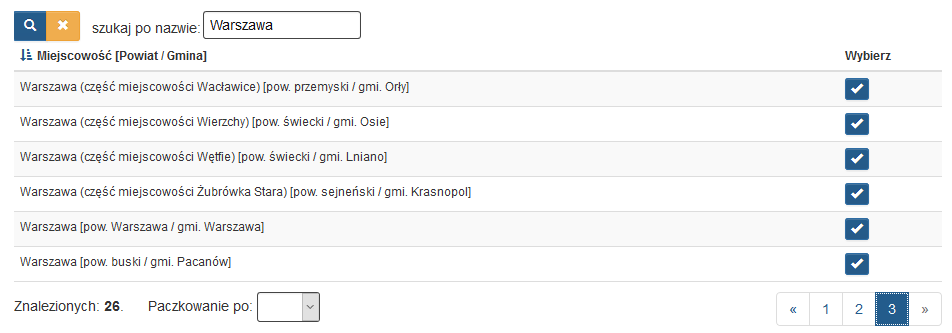 szukaj po nazwie: Warszawa
Miejscowość [Powiat / Gmina] Wybierz
Warszawa (część miejscowości Wacławice) [pow. przemyski / gmi. Orły]
Warszawa (część miejscowości Wierzchy) [pow. świecki / gmi. Osie]
Warszawa (część miejscowości Wętfie) [pow. świecki / gmi. Lniano]
Warszawa (część miejscowości Żubrówka Stara) [pow. sejneński / gmi. Krasnopol]
Warszawa [pow. Warszawa / gmi. Warszawa]
Warszawa [pow. buski / gmi. Pacanów]
Znalezionych: 26. Paczkowanie po: « 1 2 3 »